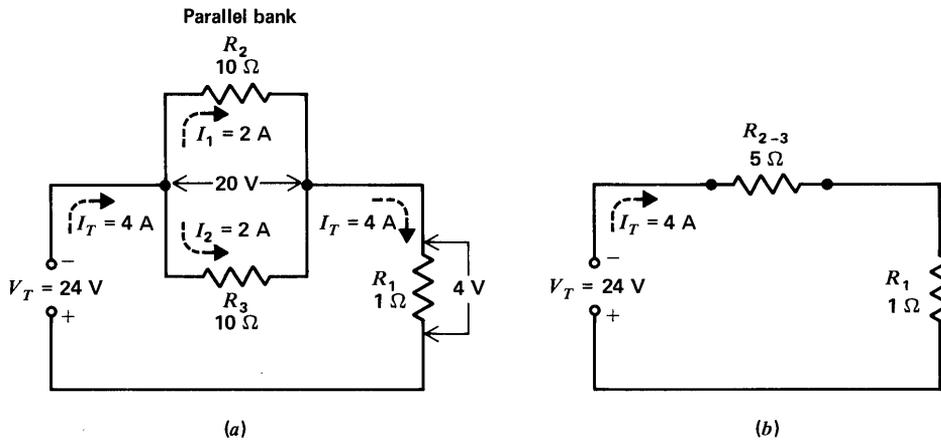 Parallel bank
R2
10 Ω
I1 = 2 A
20 V
IT = 4 A
I2 = 2 A
IT = 4 A
R3
10 Ω
−
VT = 24 V
+
R1
1 Ω
4 V
(a)
R2−3
5 Ω
IT = 4 A
−
VT = 24 V
+
R1
1 Ω
(b)